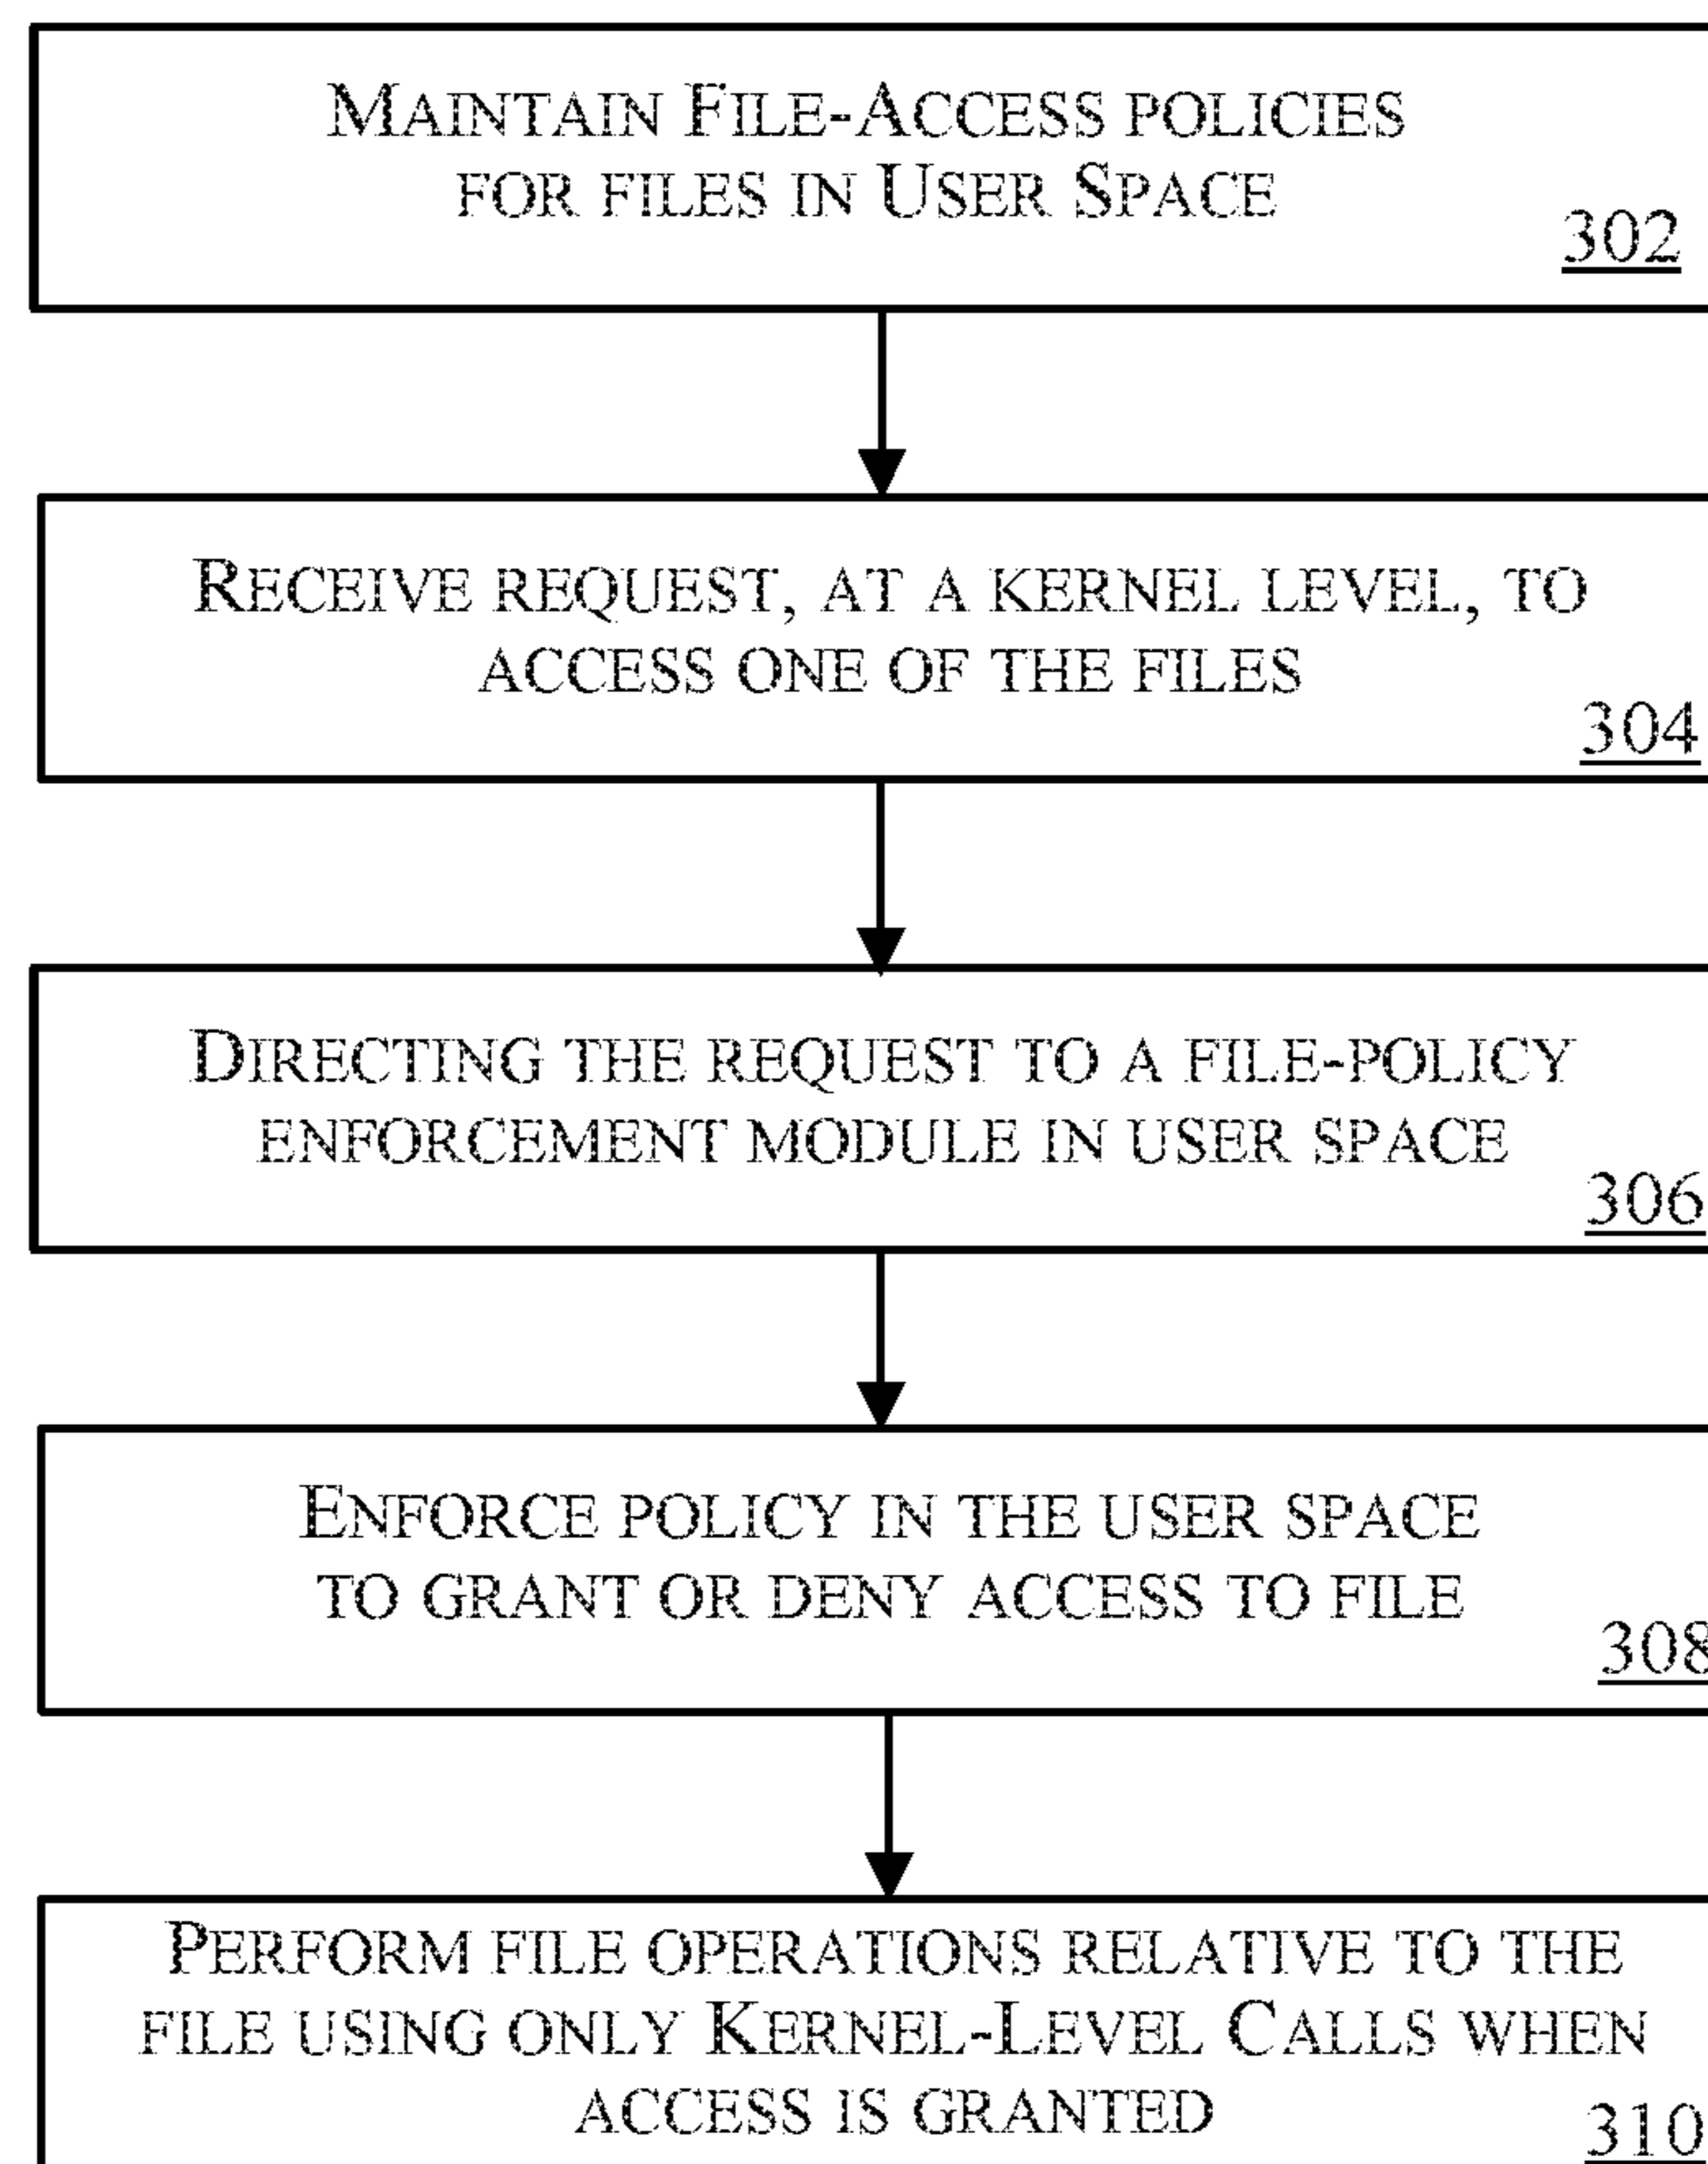 MAINTAIN FILE-ACCESS POLICIES
FOR FILES IN USER SPACE
302
RECEIVE REQUEST, AT A KERNEL LEVEL, TO
ACCESS ONE OF THE FILES
304
DIRECTING THE REQUEST TO A FILE-POLICY
ENFORCEMENT MODULE IN USER SPACE
306
ENFORCE POLICY IN THE USER SPACE
TO GRANT OR DENY ACCESS TO FILE
308
PERFORM FILE OPERATIONS RELATIVE TO THE
FILE USING ONLY KERNEL-LEVEL CALLS WHEN
ACCESS IS GRANTED
310